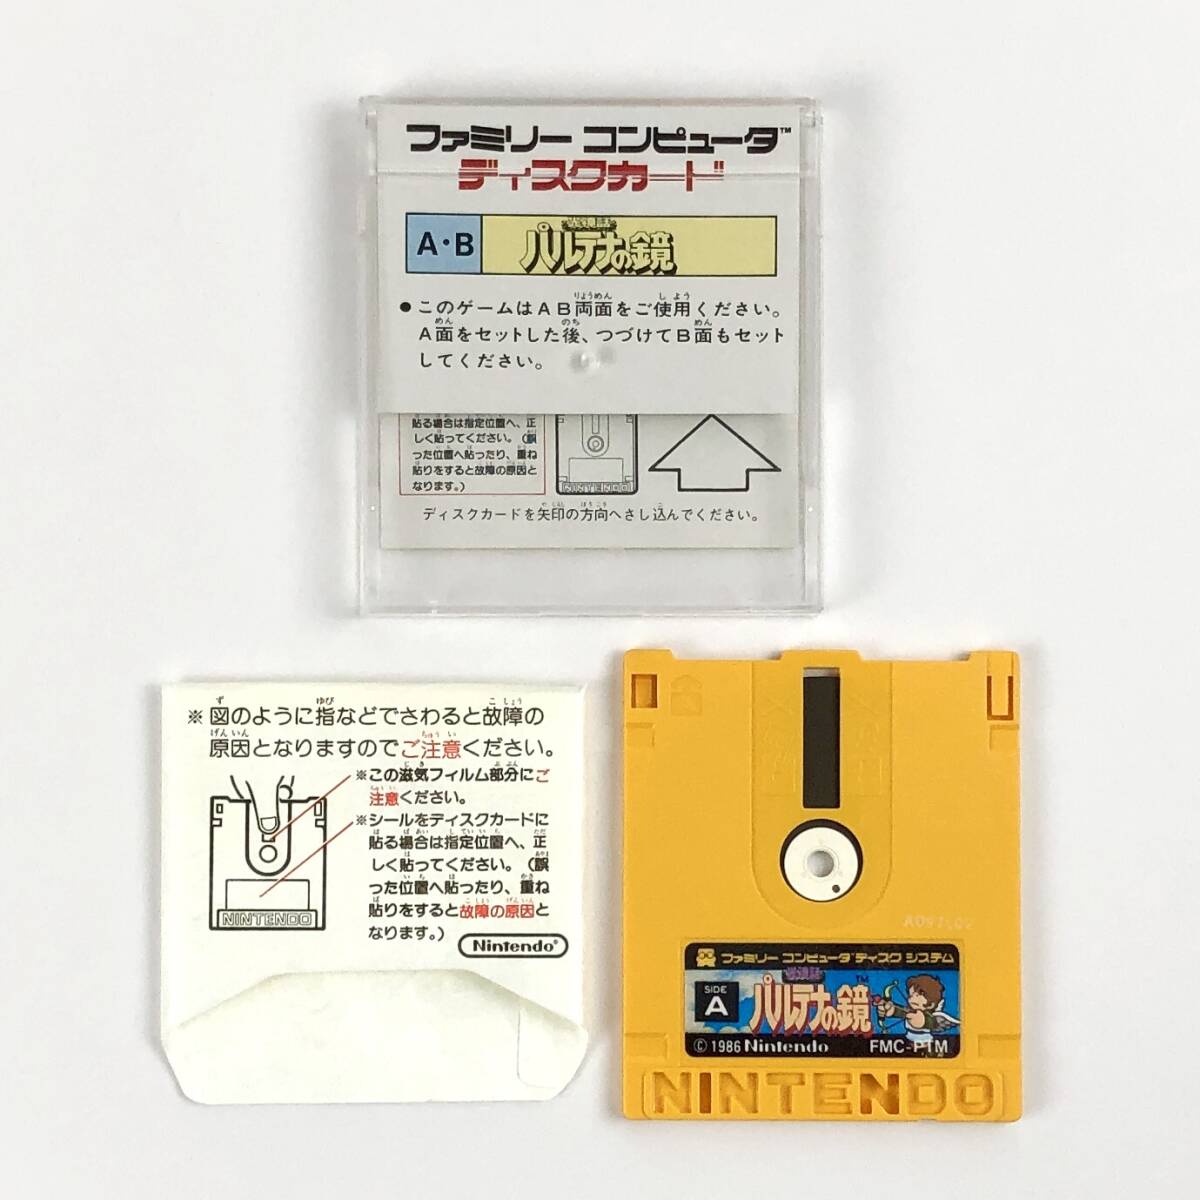 ファミリー コンピュータ™
ディスクカード
A・B
パルテナの鏡
●このゲームはAB両面をご使用ください。
A面をセットした後、つづけてB面もセット
してください。
貼る場合は指定位置へ、正
しく貼ってください。（誤
った位置へ貼ったり、重ね
貼りをすると故障の原因と
なります。）
NINTENDO
ディスクカードを矢印の方向へさし込んでください。
※図のように指などでさわると故障の
原因となりますのでご注意ください。
※この滋気フィルム部分にご
注意ください。
※シールをディスクカードに
貼る場合は指定位置へ、正
しく貼ってください。（誤
った位置へ貼ったり、重ね
貼りをすると故障の原因と
なります。）
NINTENDO
Nintendo®
ファミリー コンピュータ ディスク システム
SIDE
A
パルテナの鏡™
©1986 Nintendo FMC-PTM
NINTENDO